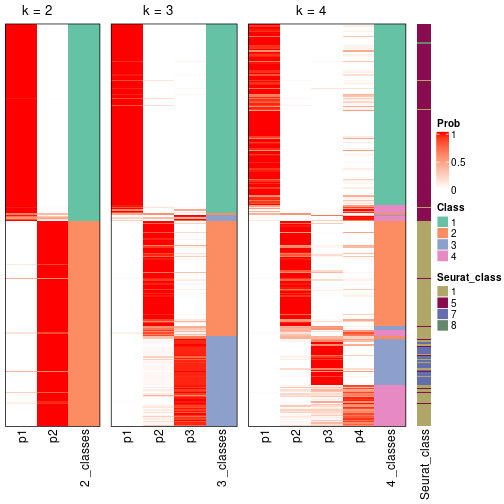 k = 2
k = 3
k = 4
Prob
1
0.5
0
Class
1
2
3
4
Seurat_class
1
5
7
8
p1
p2
2_classes
p1
p2
p3
3_classes
p1
p2
p3
p4
4_classes
Seurat_class